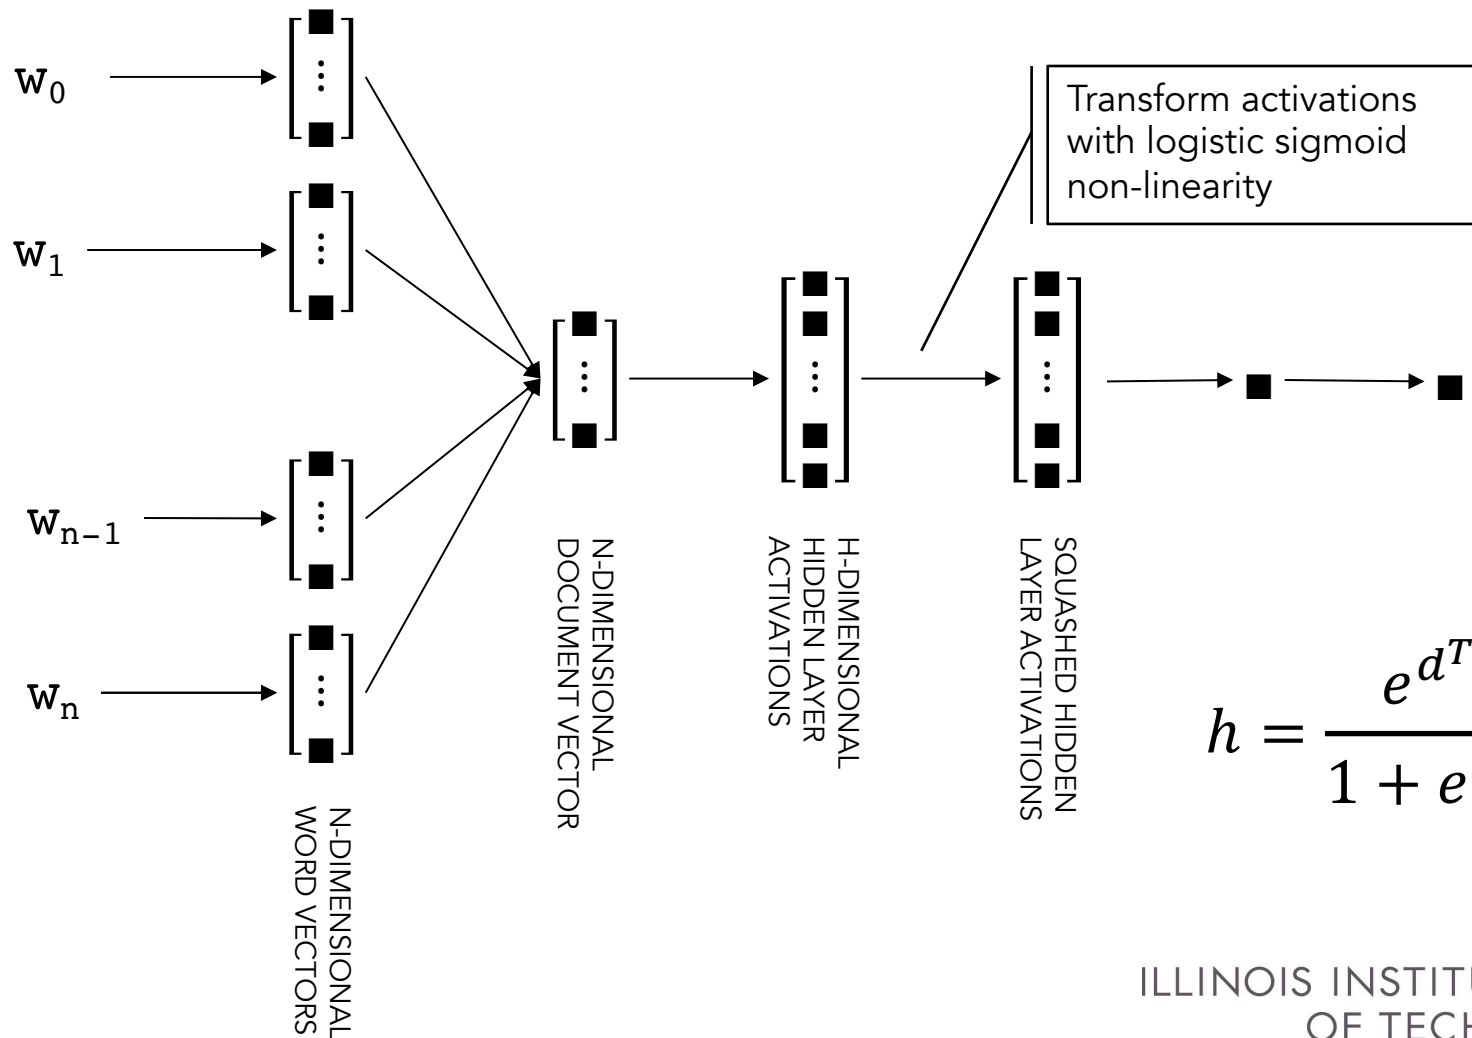 w0
w1
wn-1
wn
Transform activations
with logistic sigmoid
non-linearity
N-DIMENSIONAL
WORD VECTORS
N-DIMENSIONAL
DOCUMENT VECTOR
H-DIMENSIONAL
HIDDEN LAYER
ACTIVATIONS
SQUASHED HIDDEN
LAYER ACTIVATIONS
h = e^{d^T} / 1 + e
ILLINOIS INSTITU
OF TECH